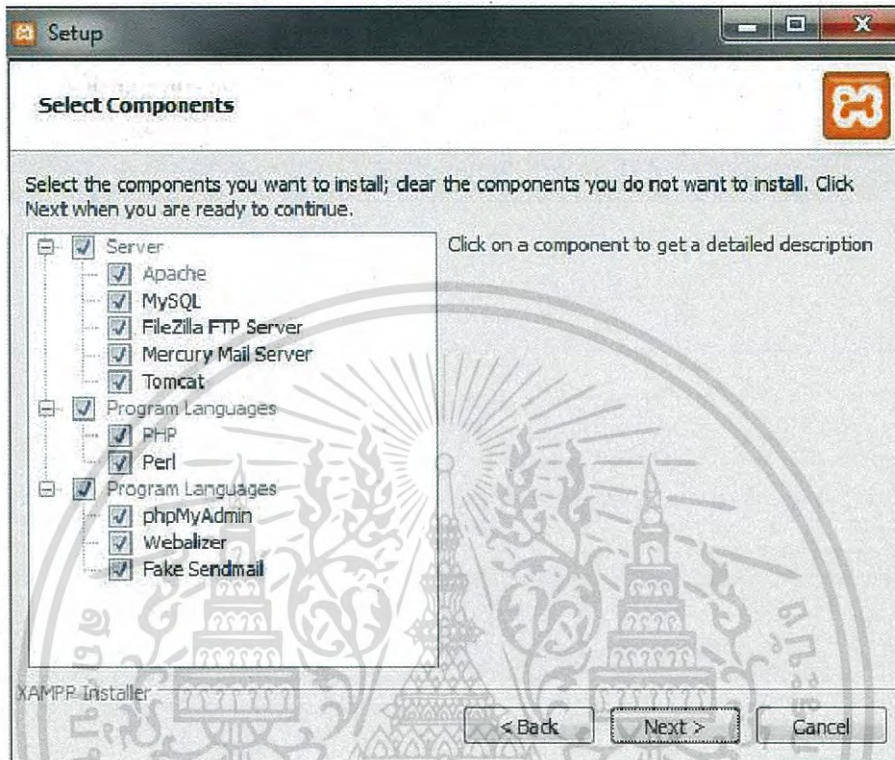 Setup
Select Components
Select the components you want to install; clear the components you do not want to install. Click
Next when you are ready to continue.
Server
Apache
MySQL
FileZilla FTP Server
Mercury Mail Server
Tomcat
Program Languages
PHP
Perl
Program Languages
phpMyAdmin
Webalizer
Fake Sendmail
Click on a component to get a detailed description
XAMPP Installer
< Back
Next >
Cancel